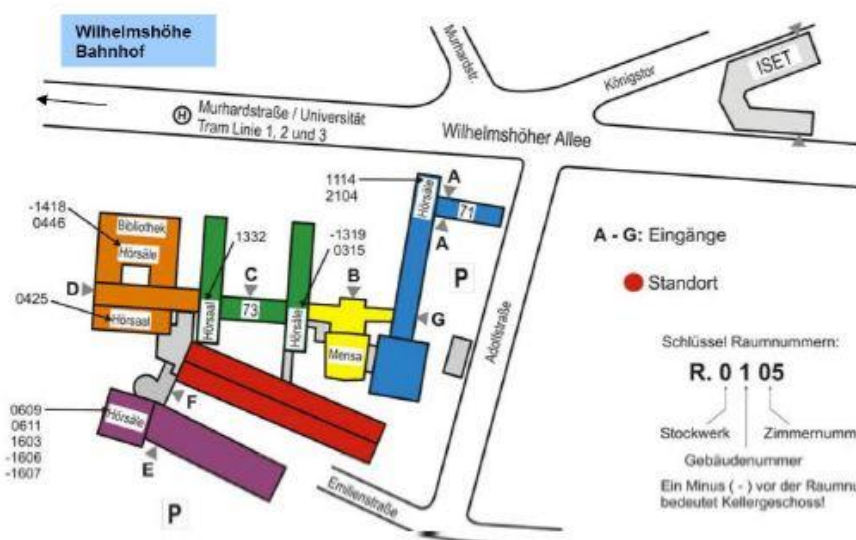 Wilhelmshöhe
Bahnhof
Murhardstr.
Königstor
ISET
H
Murhardstraße / Universität
Tram Linie 1, 2 und 3
Wilhelmshöher Allee
1114
2104
Hörsäle
A
71
A
-1418
0446
Bibliothek
Hörsäle
1332
-1319
0315
A - G: Eingänge
Standort
D
C
B
P
0425
Hörsaal
Hörsaal
73
Hörsäle
Mensa
G
Adolfstraße
Schlüssel Raumnummern:
R. 0 1 05
Stockwerk
Zimmernumm
Gebäudenummer
Ein Minus ( - ) vor der Raumnu
bedeutet Kellergeschoss!
F
0609
0611
1603
-1606
-1607
Hörsäle
E
Emilienstraße
P